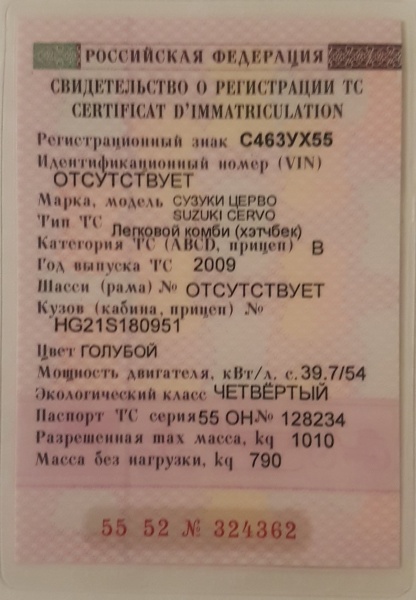 РОССИЙСКАЯ ФЕДЕРАЦИЯ
СВИДЕТЕЛЬСТВО О РЕГИСТРАЦИИ ТС
CERTIFICAT D'IMMATRICULATION
Регистрационный знак С463УХ55
Идентификационный номер (VIN)
ОТСУТСТВУЕТ
Марка, модель СУЗУКИ ЦЕРВО
SUZUKI CERVO
Тип ТС Легковой комби (хэтчбек)
Категория ТС (ABCD, прицеп) B
Год выпуска ТС 2009
Шасси (рама) № ОТСУТСТВУЕТ
Кузов (кабина, прицеп) №
HG21S180951
Цвет ГОЛУБОЙ
Мощность двигателя, кВт/л. с. 39.7/54
Экологический класс ЧЕТВЁРТЫЙ
Паспорт ТС серия 55 ОН № 128234
Разрешенная max масса, kg 1010
Масса без нагрузки, kg 790
55 52 № 324362